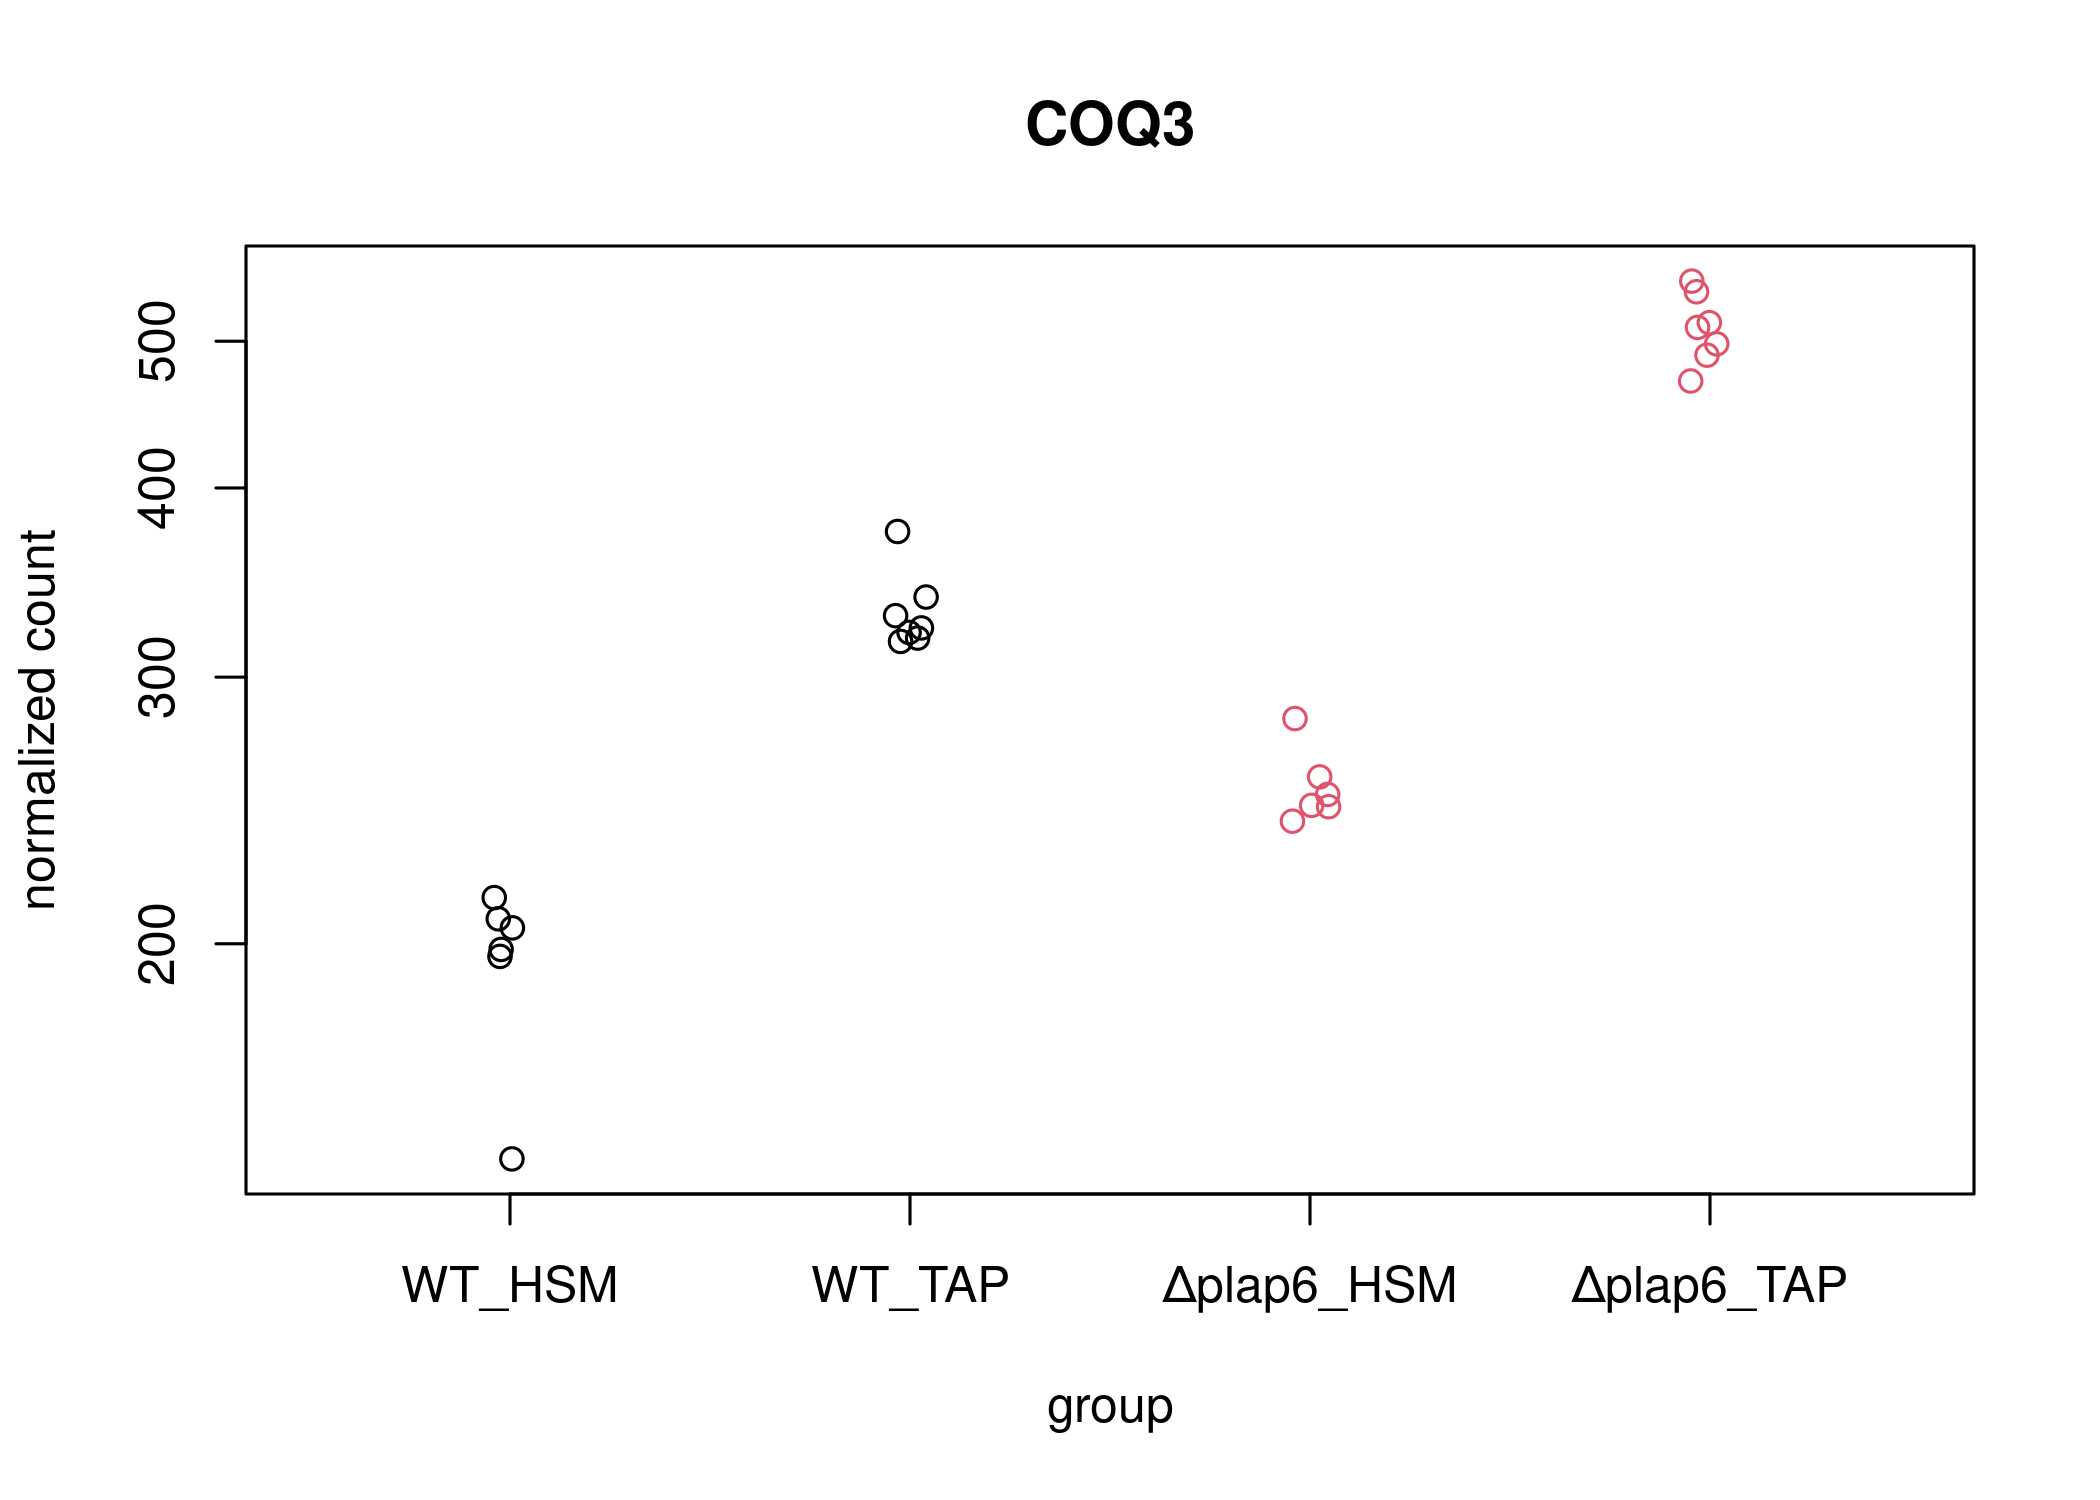 COQ3
normalized count
500
400
300
200
WT_HSM WT_TAP Δplap6_HSM Δplap6_TAP
group